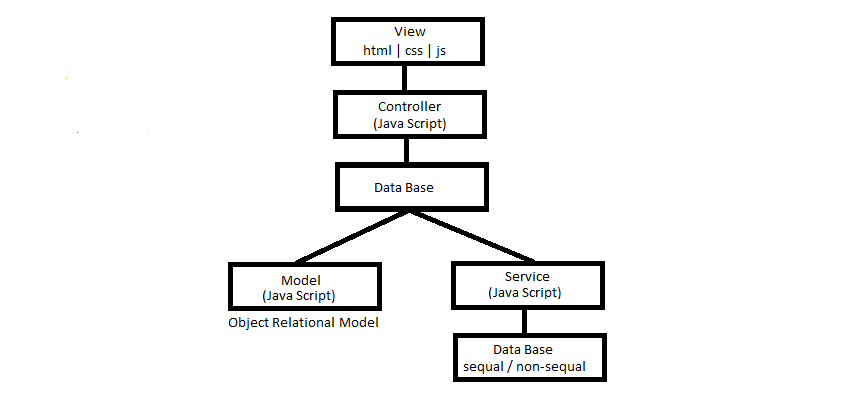 View
html | css | js
Controller
(Java Script)
Data Base
Model
(Java Script)
Object Relational Model
Service
(Java Script)
Data Base
sequal / non-sequal